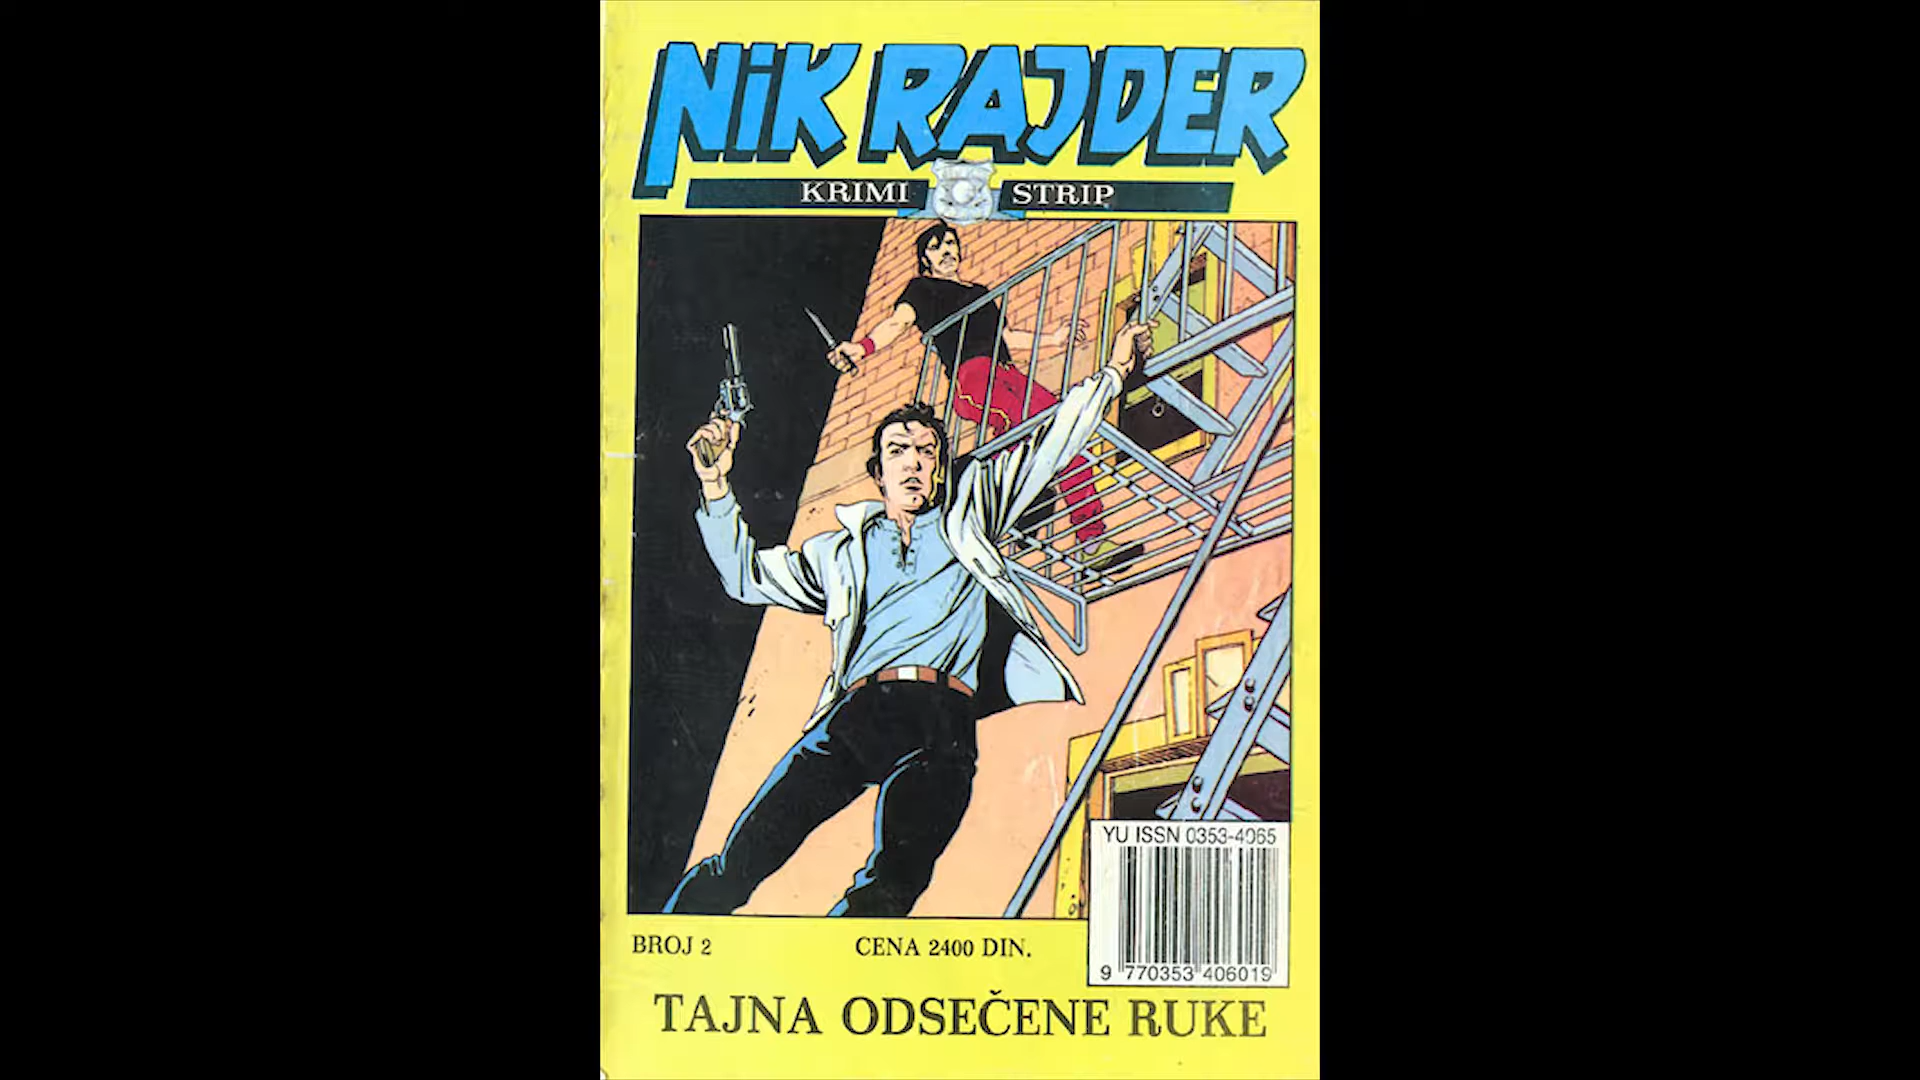 NiK RAJDER
KRIMI STRIP
YU ISSN 0353-4065
9 770353 406019
BROJ 2
CENA 2400 DIN.
TAJNA ODSEČENE RUKE